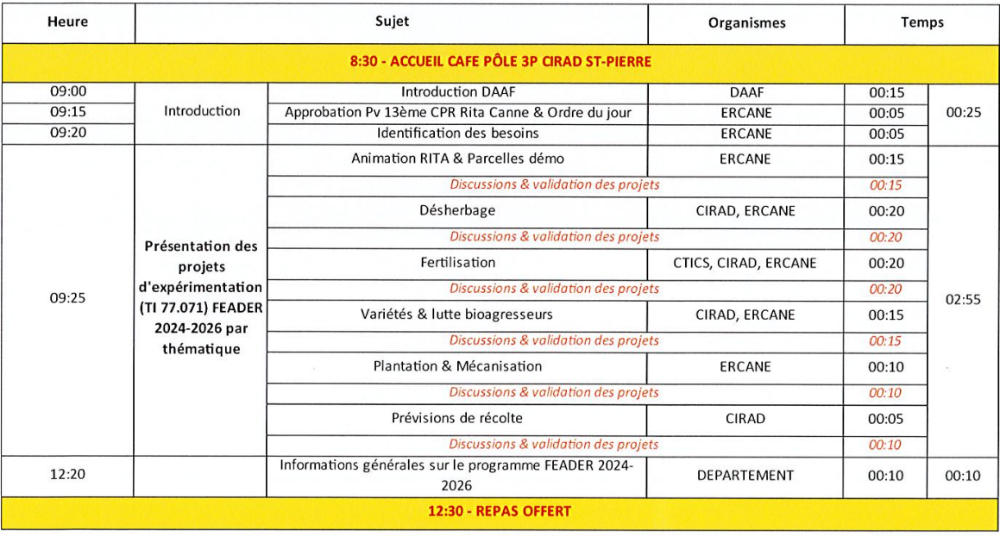 Heure Sujet Organismes Temps
8:30 - ACCUEIL CAFE PÔLE 3P CIRAD ST-PIERRE
09:00 Introduction DAAF DAAF 00:15
09:15 Introduction Approbation Pv 13ème CPR Rita Canne & Ordre du jour ERCANE 00:05 00:25
09:20 Identification des besoins ERCANE 00:05
Animation RITA & Parcelles démo ERCANE 00:15
Discussions & validation des projets 00:15
Désherbage CIRAD, ERCANE 00:20
Discussions & validation des projets 00:20
Présentation des
projets
d'expérimentation
(TI 77.071) FEADER
2024-2026 par
thématique
Fertilisation CTICS, CIRAD, ERCANE 00:20
Discussions & validation des projets 00:20
09:25 02:55
Variétés & lutte bioagresseurs CIRAD, ERCANE 00:15
Discussions & validation des projets 00:15
Plantation & Mécanisation ERCANE 00:10
Discussions & validation des projets 00:10
Prévisions de récolte CIRAD 00:05
Discussions & validation des projets 00:10
12:20 Informations générales sur le programme FEADER 2024-
2026 DEPARTEMENT 00:10 00:10
12:30 - REPAS OFFERT